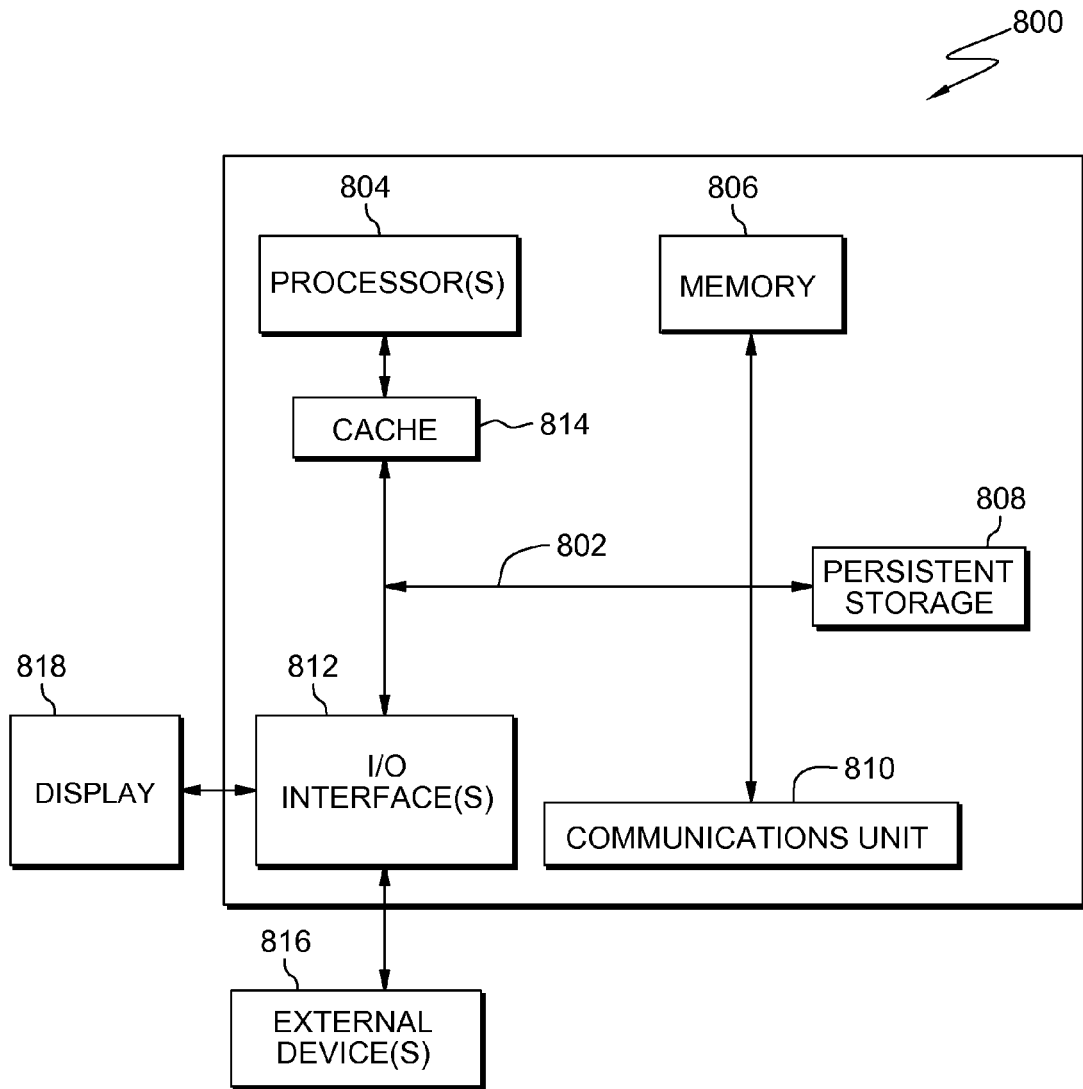 800
804
806
PROCESSOR(S)
MEMORY
CACHE
814
802
808
PERSISTENT
STORAGE
818
812
DISPLAY
I/O
INTERFACE(S)
810
COMMUNICATIONS UNIT
816
EXTERNAL
DEVICE(S)